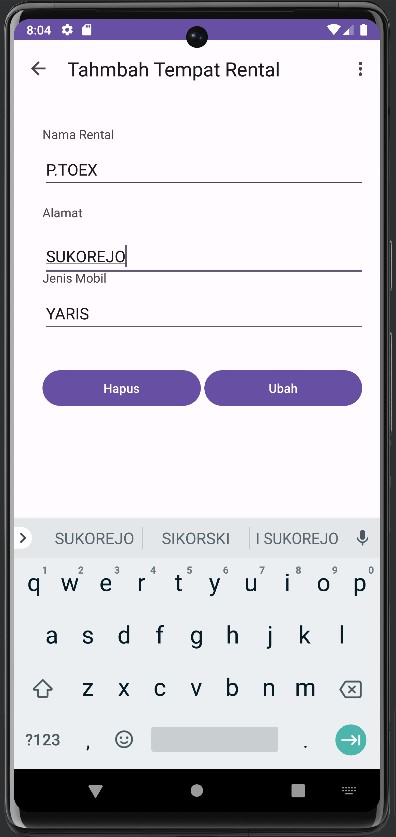 8:04
Tahmbah Tempat Rental
Nama Rental
P.TOEX
Alamat
SUKOREJO
Jenis Mobil
YARIS
Hapus Ubah
SUKOREJO SIKORSKI I SUKOREJO
1 2 3 4 5 6 7 8 9 0
q w e r t y u i o p
a s d f g h j k l
z x c v b n m
?123 , .